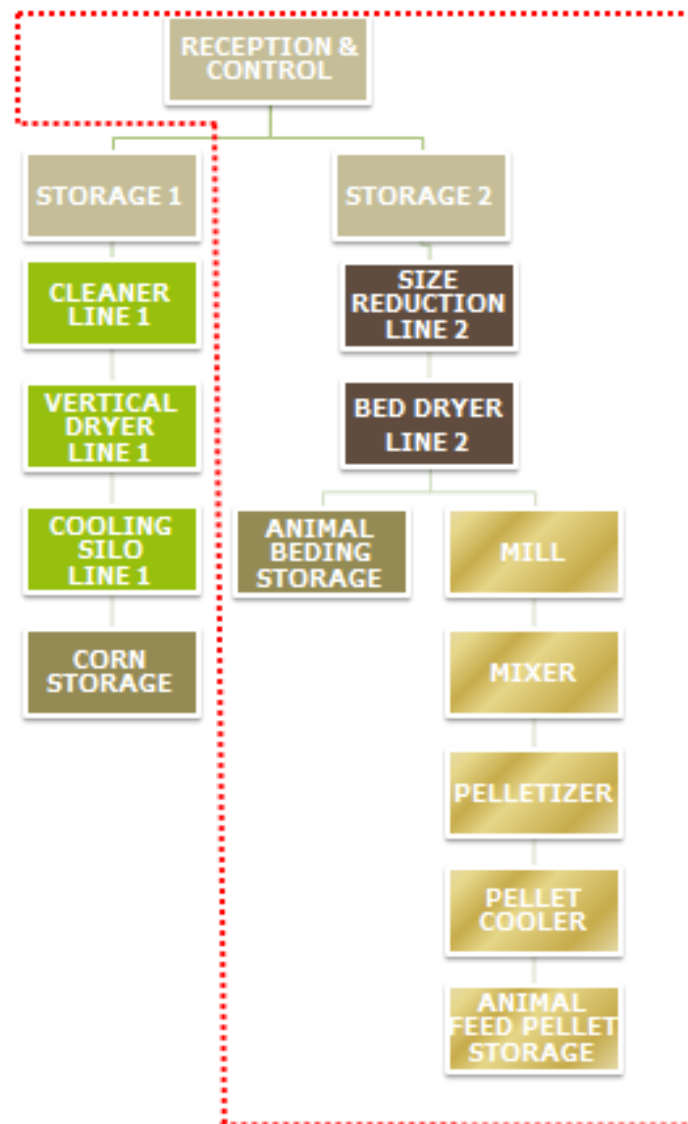 RECEPTION &
CONTROL
STORAGE 1
STORAGE 2
CLEANER
LINE 1
SIZE
REDUCTION
LINE 2
VERTICAL
DRYER
LINE 1
BED DRYER
LINE 2
COOLING
SILO
LINE 1
ANIMAL
BEDING
STORAGE
MILL
CORN
STORAGE
MIXER
PELLETIZER
PELLET
COOLER
ANIMAL
FEED PELLET
STORAGE